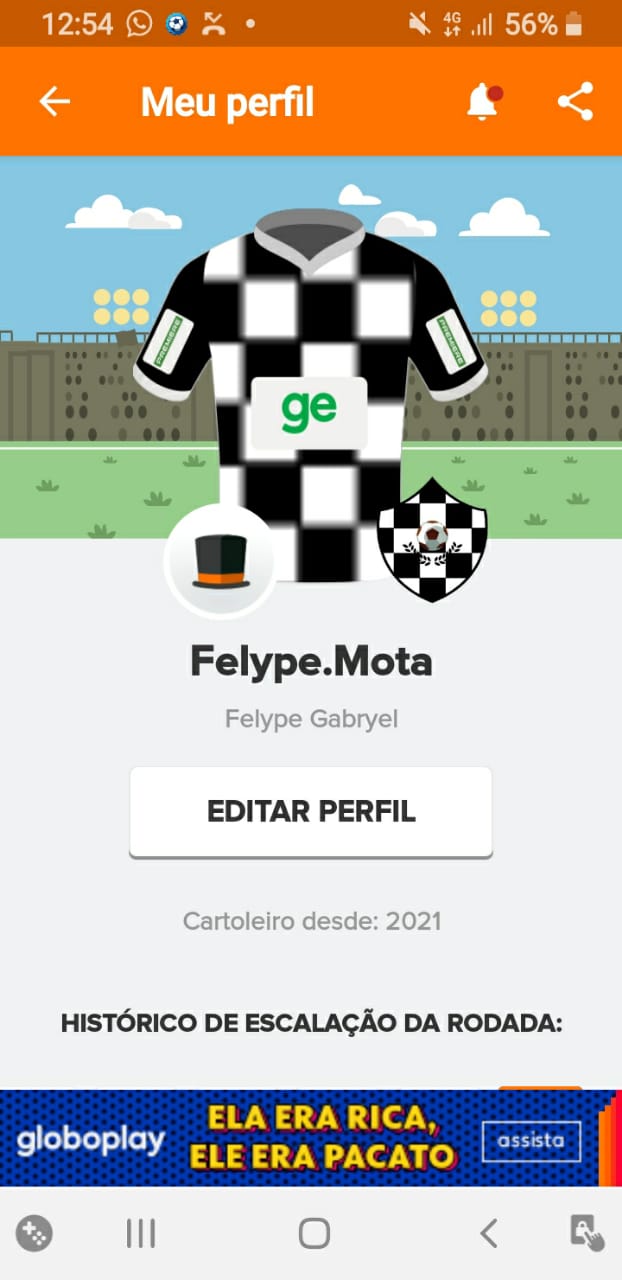 12:54
4G
56%
Meu perfil
PREMIERE
PREMIERE
ge
Felype.Mota
Felype Gabryel
EDITAR PERFIL
Cartoleiro desde: 2021
HISTÓRICO DE ESCALAÇÃO DA RODADA:
globoplay
ELA ERA RICA,
ELE ERA PACATO
assista